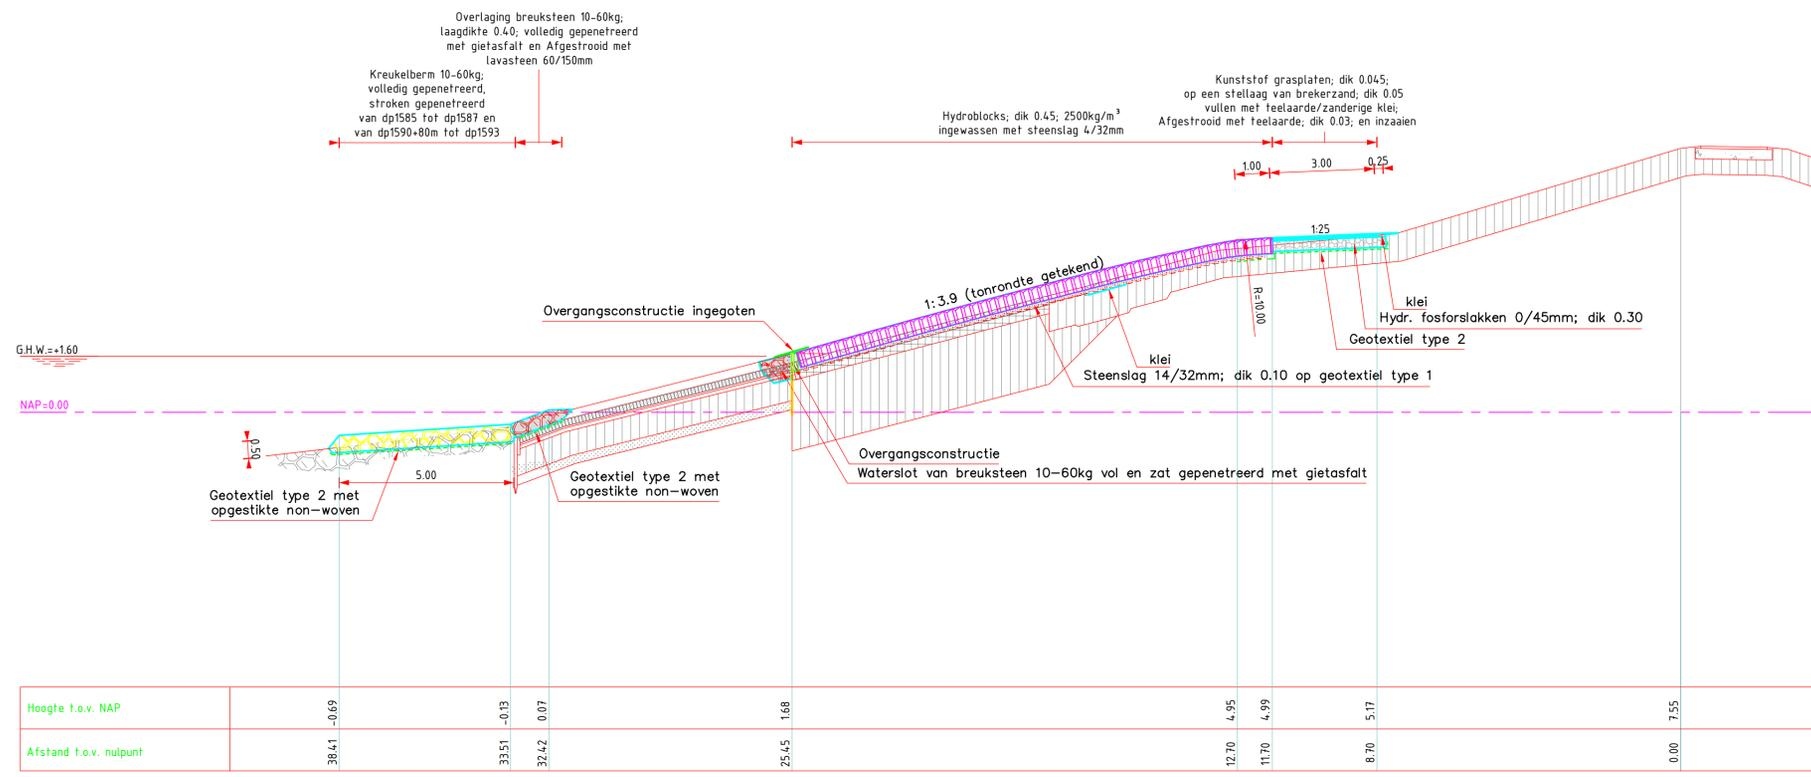 Overlaging breuksteen 10-60kg;
laagdikte 0.40; volledig gepenetreerd
met gietasfalt en Afgestrooid met
lavasteen 60/150mm
Kreukelberm 10-60kg;
volledig gepenetreerd,
stroken gepenetreerd
van dp1585 tot dp1587 en
van dp1590+80m tot dp1593
Hydroblocks; dik 0.45; 2500kg/m³
ingewassen met steenslag 4/32mm
Kunststof grasplaten; dik 0.045;
op een stellaag van brekerzand; dik 0.05
vullen met teelaarde/zanderige klei;
Afgestrooid met teelaarde; dik 0.03; en inzaaien
1.00
3.00
0,25
1:25
1:3.9 (tonrondte getekend)
R=10.00
Overgangsconstructie ingegoten
klei
Hydr. fosforslakken 0/45mm; dik 0.30
Geotextiel type 2
klei
Steenslag 14/32mm; dik 0.10 op geotextiel type 1
G.H.W.=+1.60
NAP=0.00
0.50
5.00
Overgangsconstructie
Waterslot van breuksteen 10-60kg vol en zat gepenetreerd met gietasfalt
Geotextiel type 2 met
opgestikte non-woven
Geotextiel type 2 met
opgestikte non-woven
Hoogte t.o.v. NAP
-0.69
-0.13
0.07
1.68
4.95
4.99
5.17
7.55
Afstand t.o.v. nulpunt
38.41
33.51
32.42
25.45
12.70
11.70
8.70
0.00